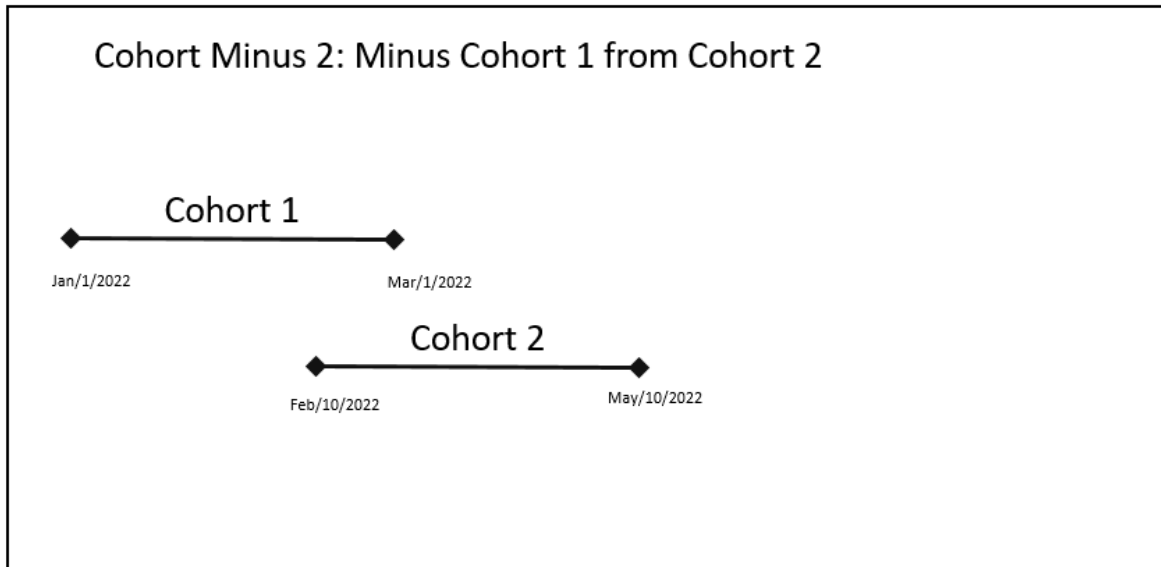 Cohort Minus 2: Minus Cohort 1 from Cohort 2
Cohort 1
Jan/1/2022
Mar/1/2022
Cohort 2
Feb/10/2022
May/10/2022